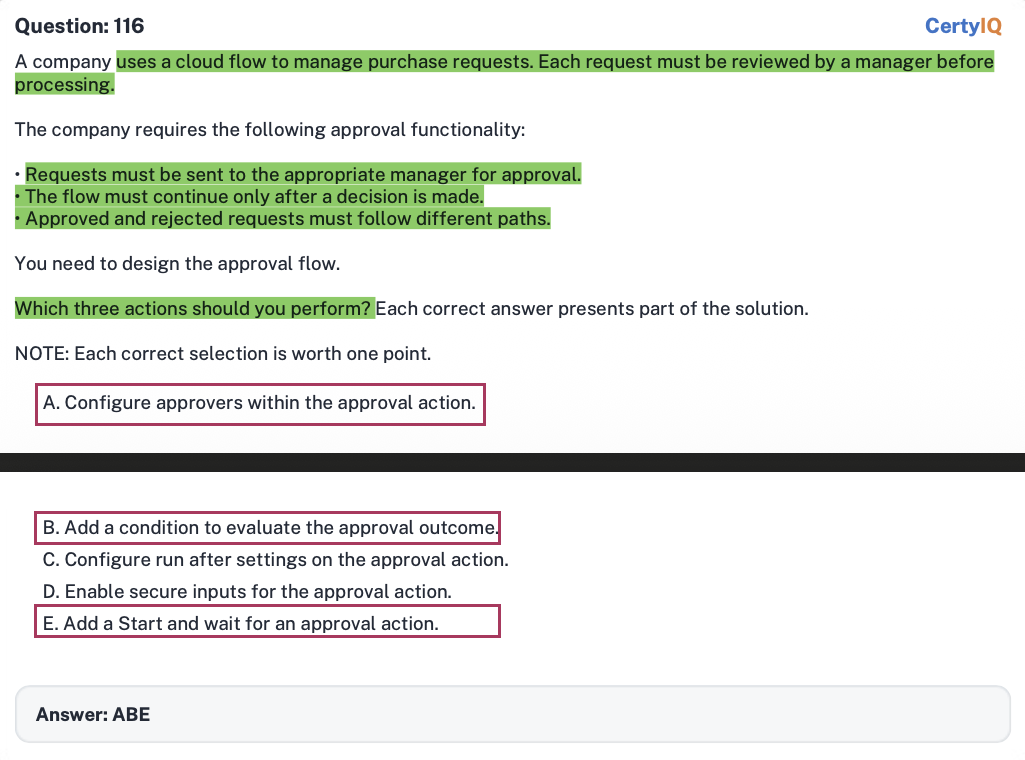 Question: 116
CertyIQ
A company uses a cloud flow to manage purchase requests. Each request must be reviewed by a manager before
processing.
The company requires the following approval functionality:
• Requests must be sent to the appropriate manager for approval.
• The flow must continue only after a decision is made.
• Approved and rejected requests must follow different paths.
You need to design the approval flow.
Which three actions should you perform? Each correct answer presents part of the solution.
NOTE: Each correct selection is worth one point.
A. Configure approvers within the approval action.
B. Add a condition to evaluate the approval outcome.
C. Configure run after settings on the approval action.
D. Enable secure inputs for the approval action.
E. Add a Start and wait for an approval action.
Answer: ABE